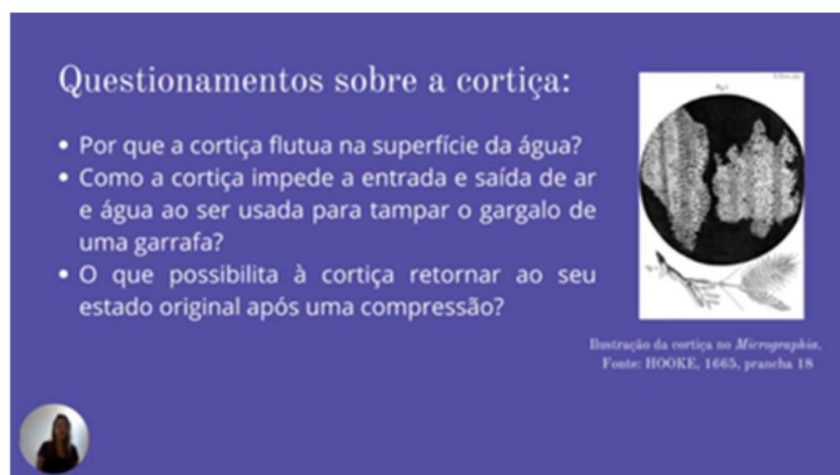 Questionamentos sobre a cortiça:
• Por que a cortiça flutua na superfície da água?
• Como a cortiça impede a entrada e saída de ar
e água ao ser usada para tampar o gargalo de
uma garrafa?
• O que possibilita à cortiça retornar ao seu
estado original após uma compressão?
Ilustração da cortiça no Micrographia.
Fonte: HOOKE, 1665, prancha 18